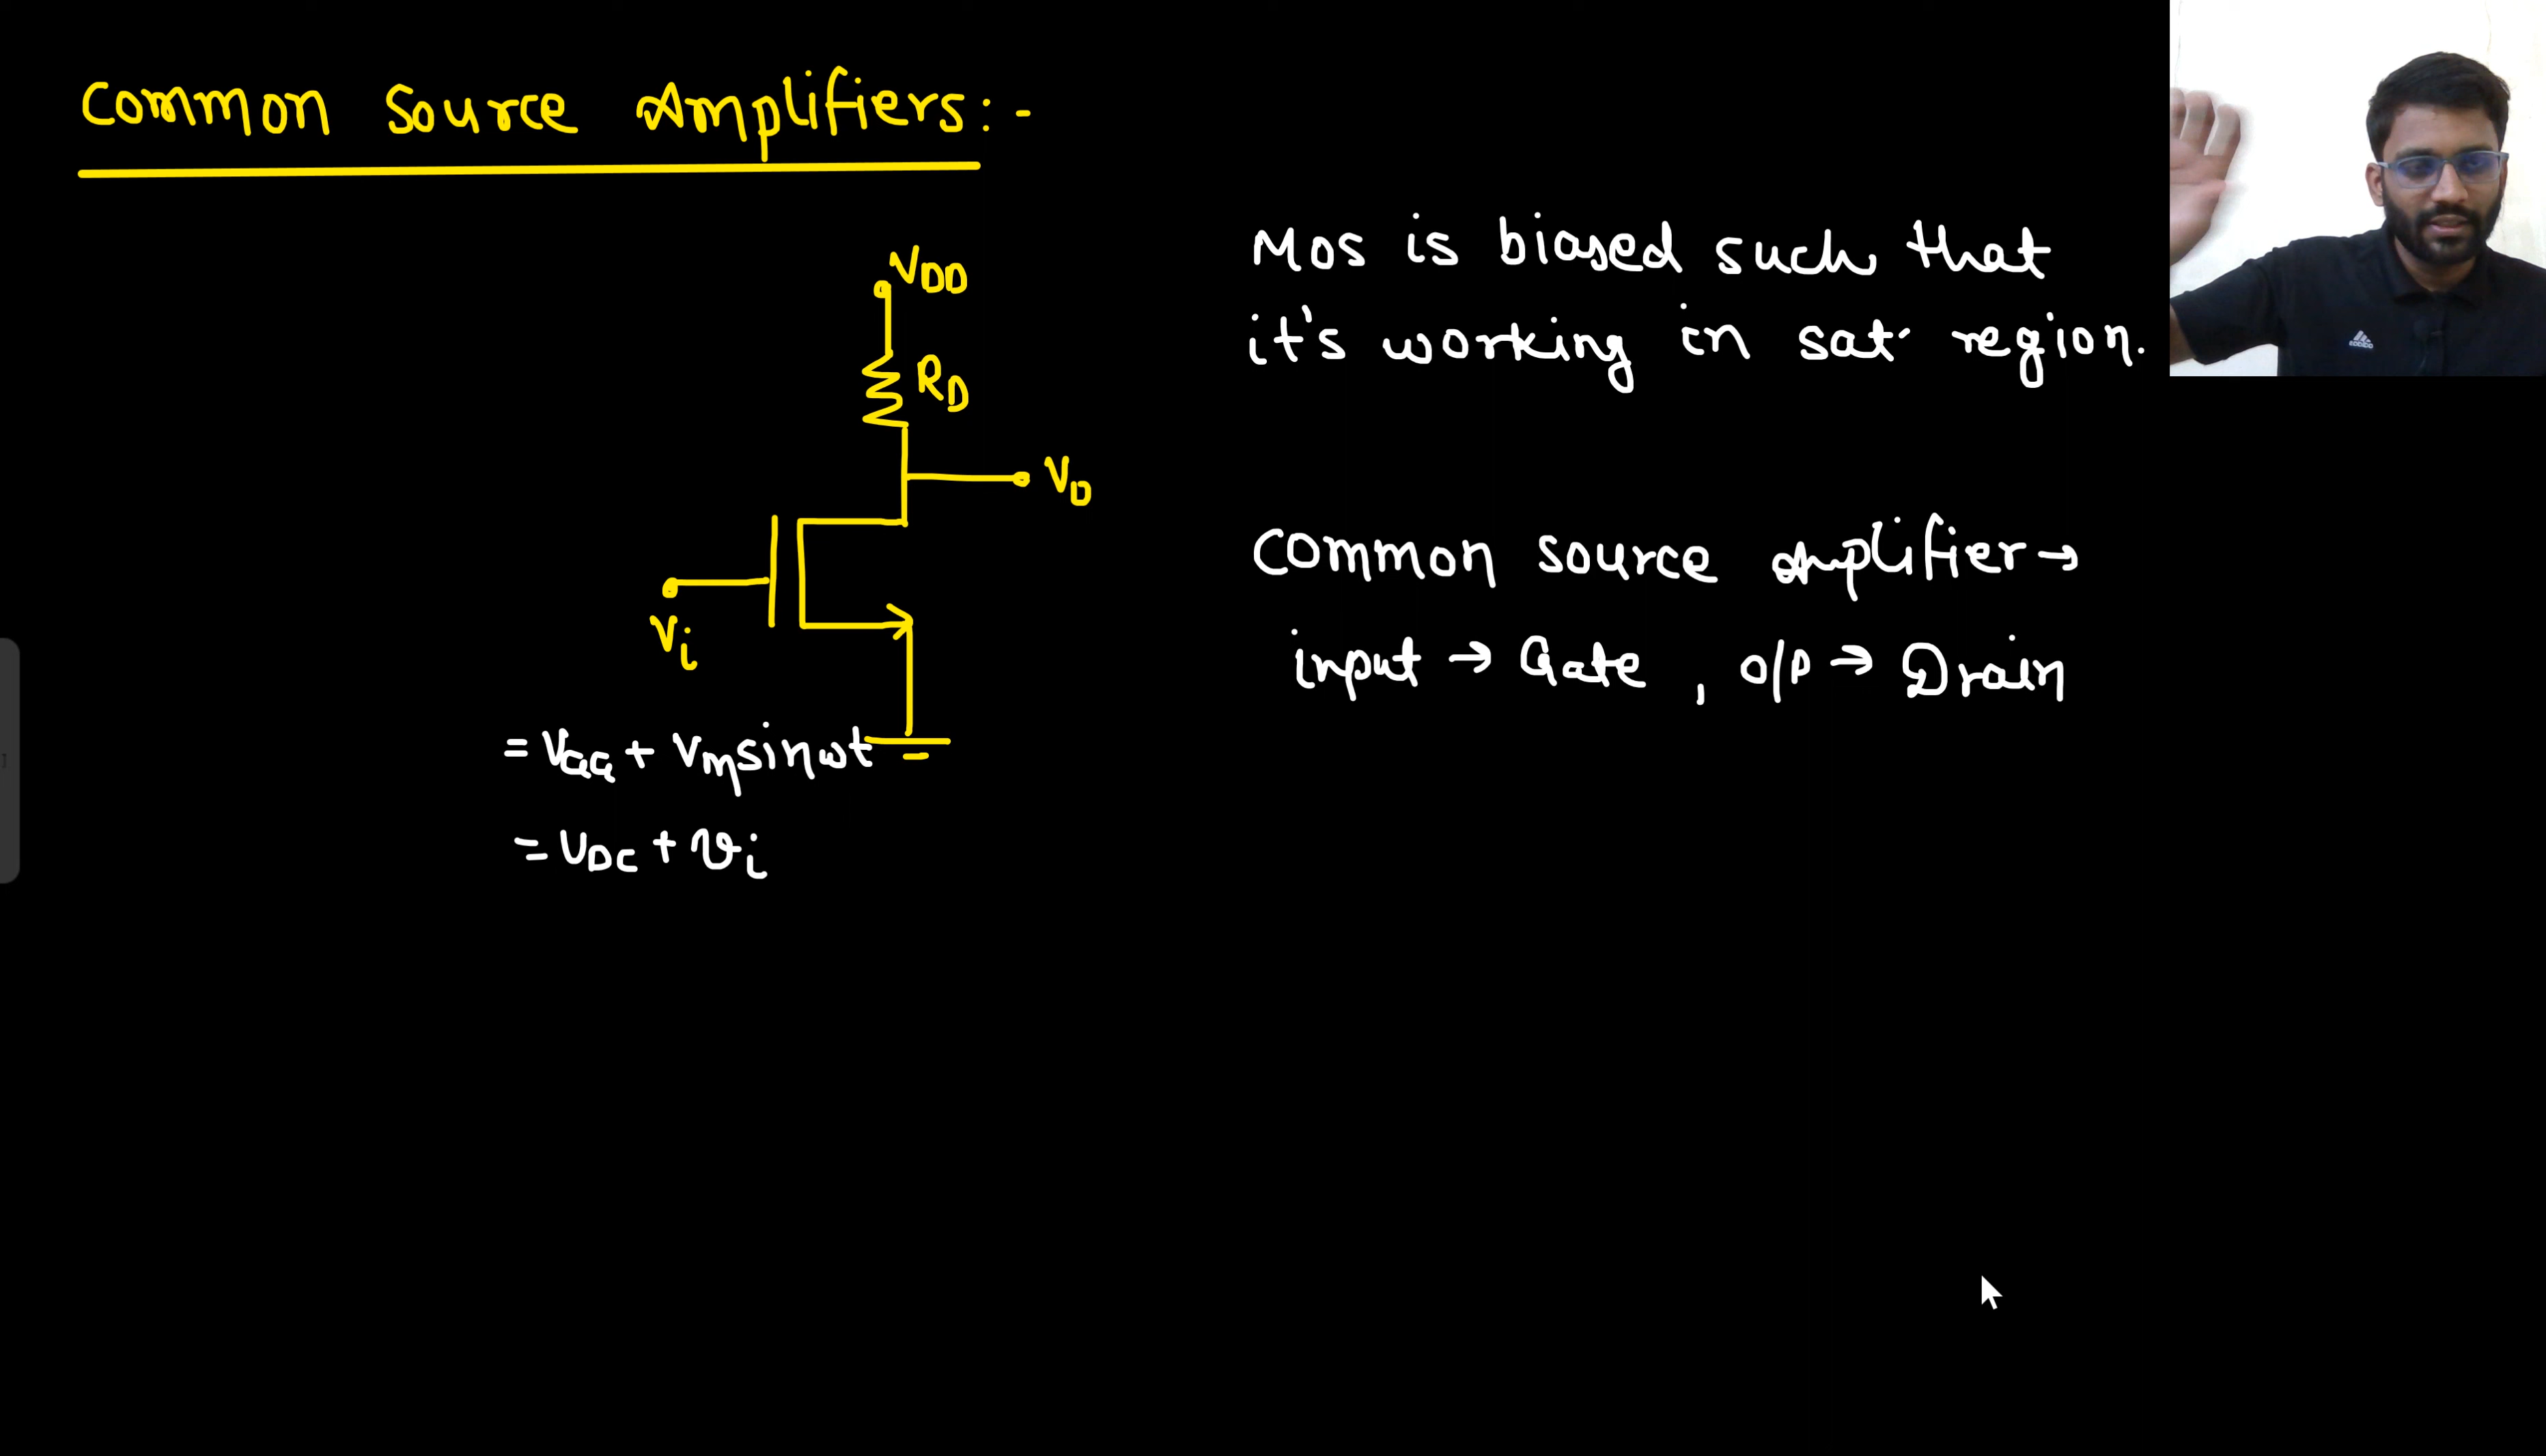 Common Source Amplifiers:-
VDD
RD
Vo
Vi
= VGG + Vm sinωt
= VDC + vi
MOS is biased such that
it's working in sat. region.
Common source Amplifier →
input → Gate, o/p → Drain